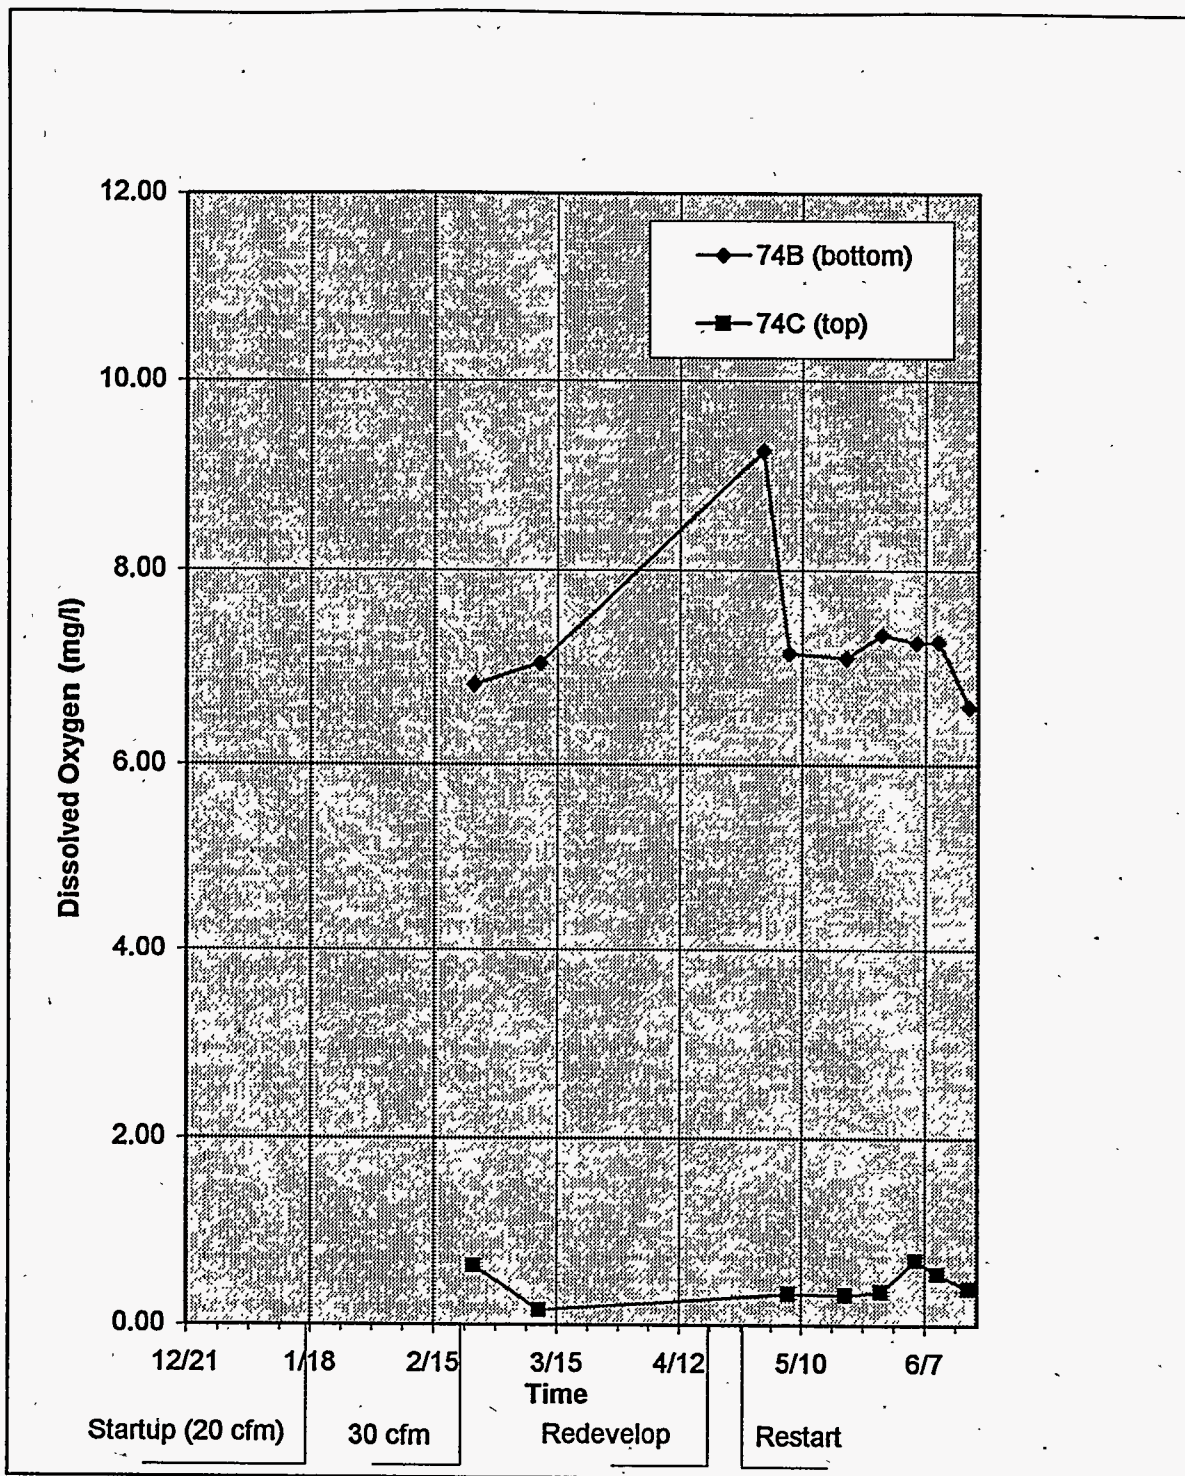 12.00
74B (bottom)
74C (top)
10.00
8.00
6.00
4.00
2.00
0.00
Dissolved Oxygen (mg/l)
12/21 1/18 2/15 3/15 4/12 5/10 6/7
Time
Startup (20 cfm) 30 cfm Redevelop Restart